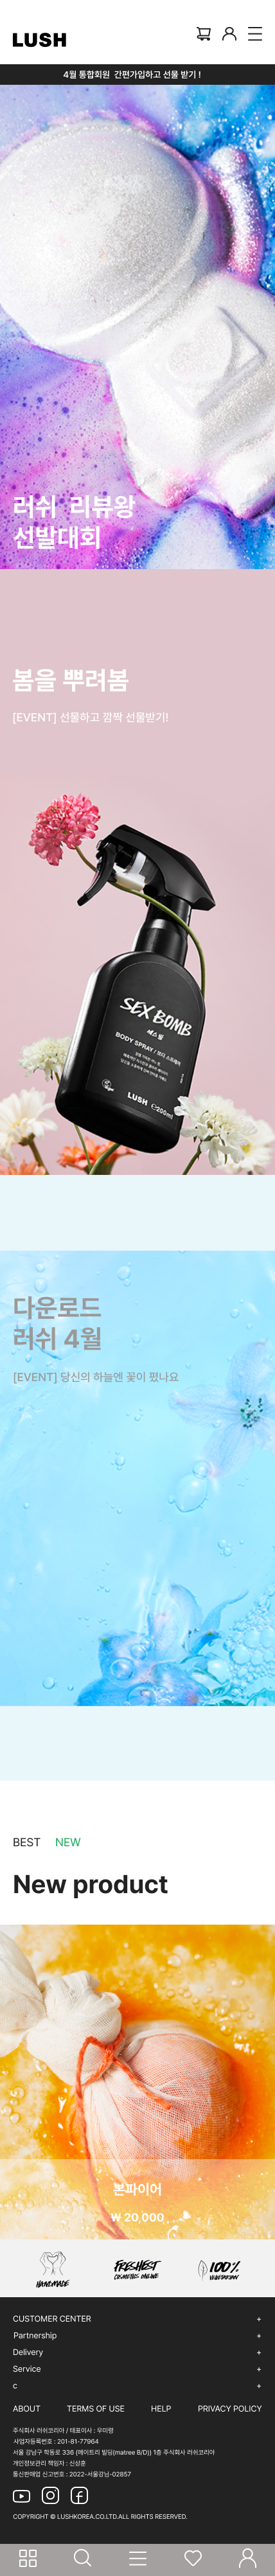 LUSH
4월 통합회원 간편가입하고 선물 받기 !
러쉬 리뷰왕
선발대회
봄을 뿌려봄
[EVENT] 선물하고 깜짝 선물받기!
SEX BOMB
섹스 밤
BODY SPRAY / 보디 스프레이
LUSH ℮200ml
다운로드
러쉬 4월
[EVENT] 당신의 하늘엔 꽃이 폈나요
BEST NEW
New product
본파이어
₩ 20,000
HANDMADE
FRESHEST
COSMETICS ONLINE
100%
VEGETARIAN
CUSTOMER CENTER +
Partnership +
Delivery +
Service +
c +
ABOUT TERMS OF USE HELP PRIVACY POLICY
주식회사 러쉬코리아 / 대표이사 : 우미령
사업자등록번호 : 201-81-77964
서울 강남구 학동로 336 (메이트리 빌딩(matree B/D)) 1층 주식회사 러쉬코리아
개인정보관리 책임자 : 신상훈
통신판매업 신고번호 : 2022-서울강남-02857
COPYRIGHT © LUSHKOREA.CO.LTD.ALL RIGHTS RESERVED.